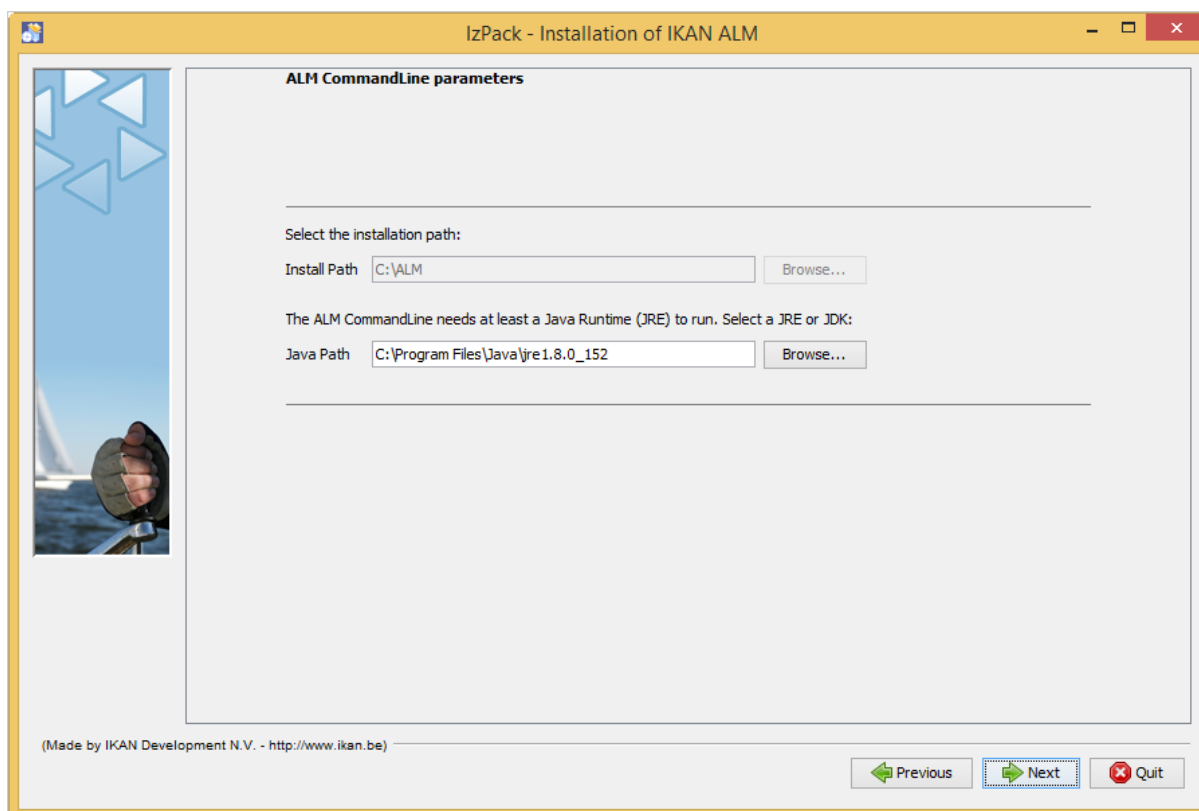 IzPack - Installation of IKAN ALM
ALM CommandLine parameters
Select the installation path:
Install Path C:\ALM Browse...
The ALM CommandLine needs at least a Java Runtime (JRE) to run. Select a JRE or JDK:
Java Path C:\Program Files\Java\jre1.8.0_152 Browse...
(Made by IKAN Development N.V. - http://www.ikan.be)
Previous Next Quit